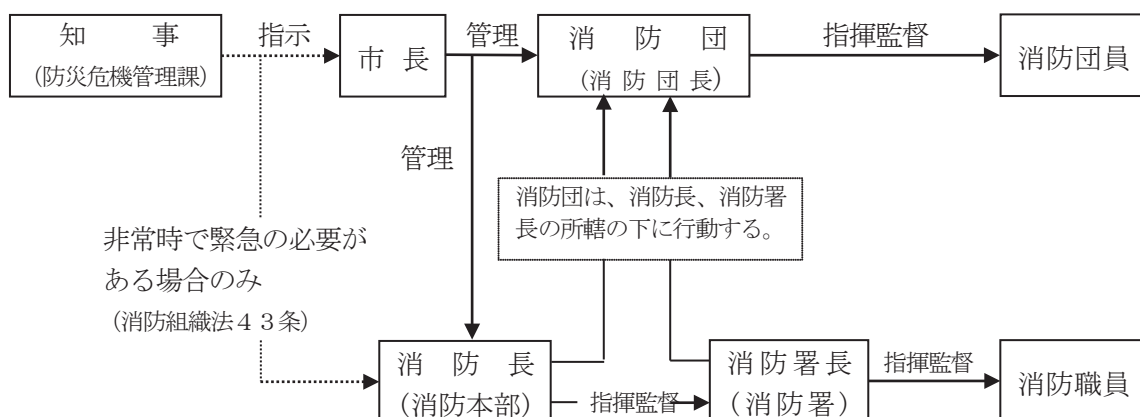 知　　事
(防災危機管理課)
指示
市 長
管理
消　防　団
(消 防 団 長)
指揮監督
消防団員
管理
消防団は、消防長、消防署
長の所轄の下に行動する。
非常時で緊急の必要が
ある場合のみ
(消防組織法４３条)
消　防　長
(消防本部)
指揮監督
消防署長
(消防署)
指揮監督
消防職員